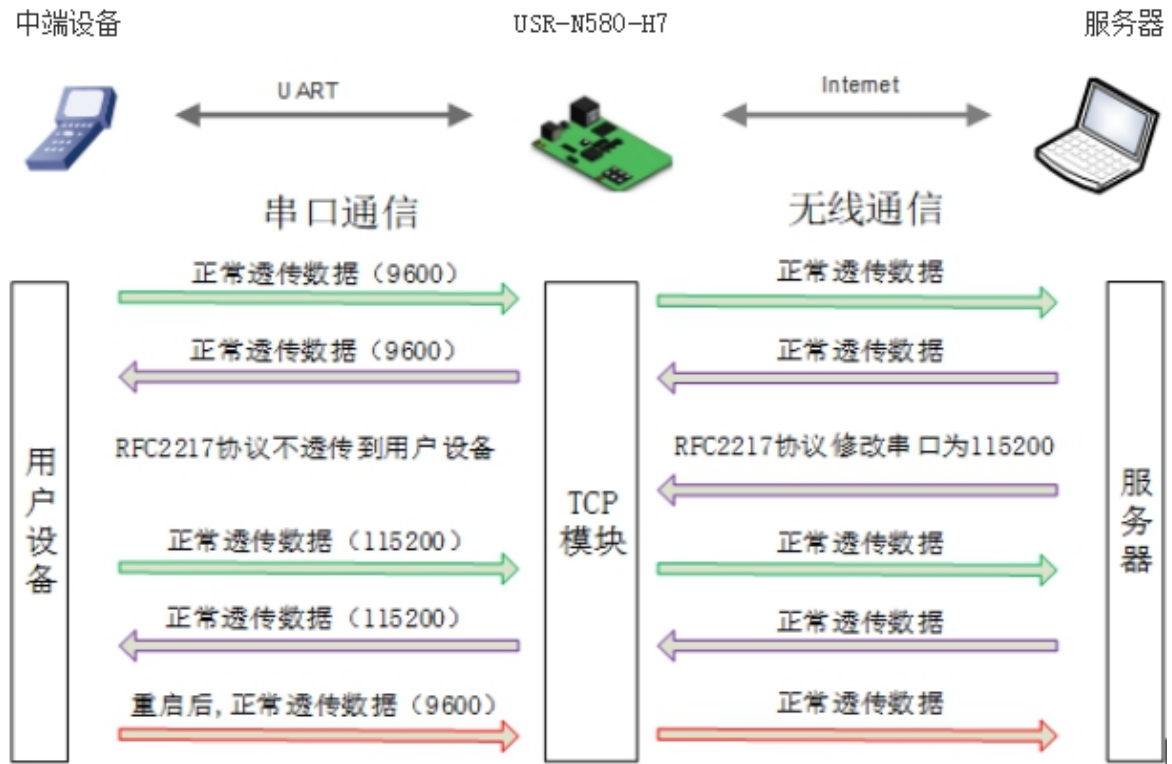 中端设备 USR-N580-H7 服务器
UART Internet
串口通信 无线通信
正常透传数据（9600） 正常透传数据
正常透传数据（9600） 正常透传数据
RFC2217协议不透传到用户设备 RFC2217协议修改串口为115200
用户设备 TCP模块 服务器
正常透传数据（115200） 正常透传数据
正常透传数据（115200） 正常透传数据
重启后,正常透传数据（9600） 正常透传数据